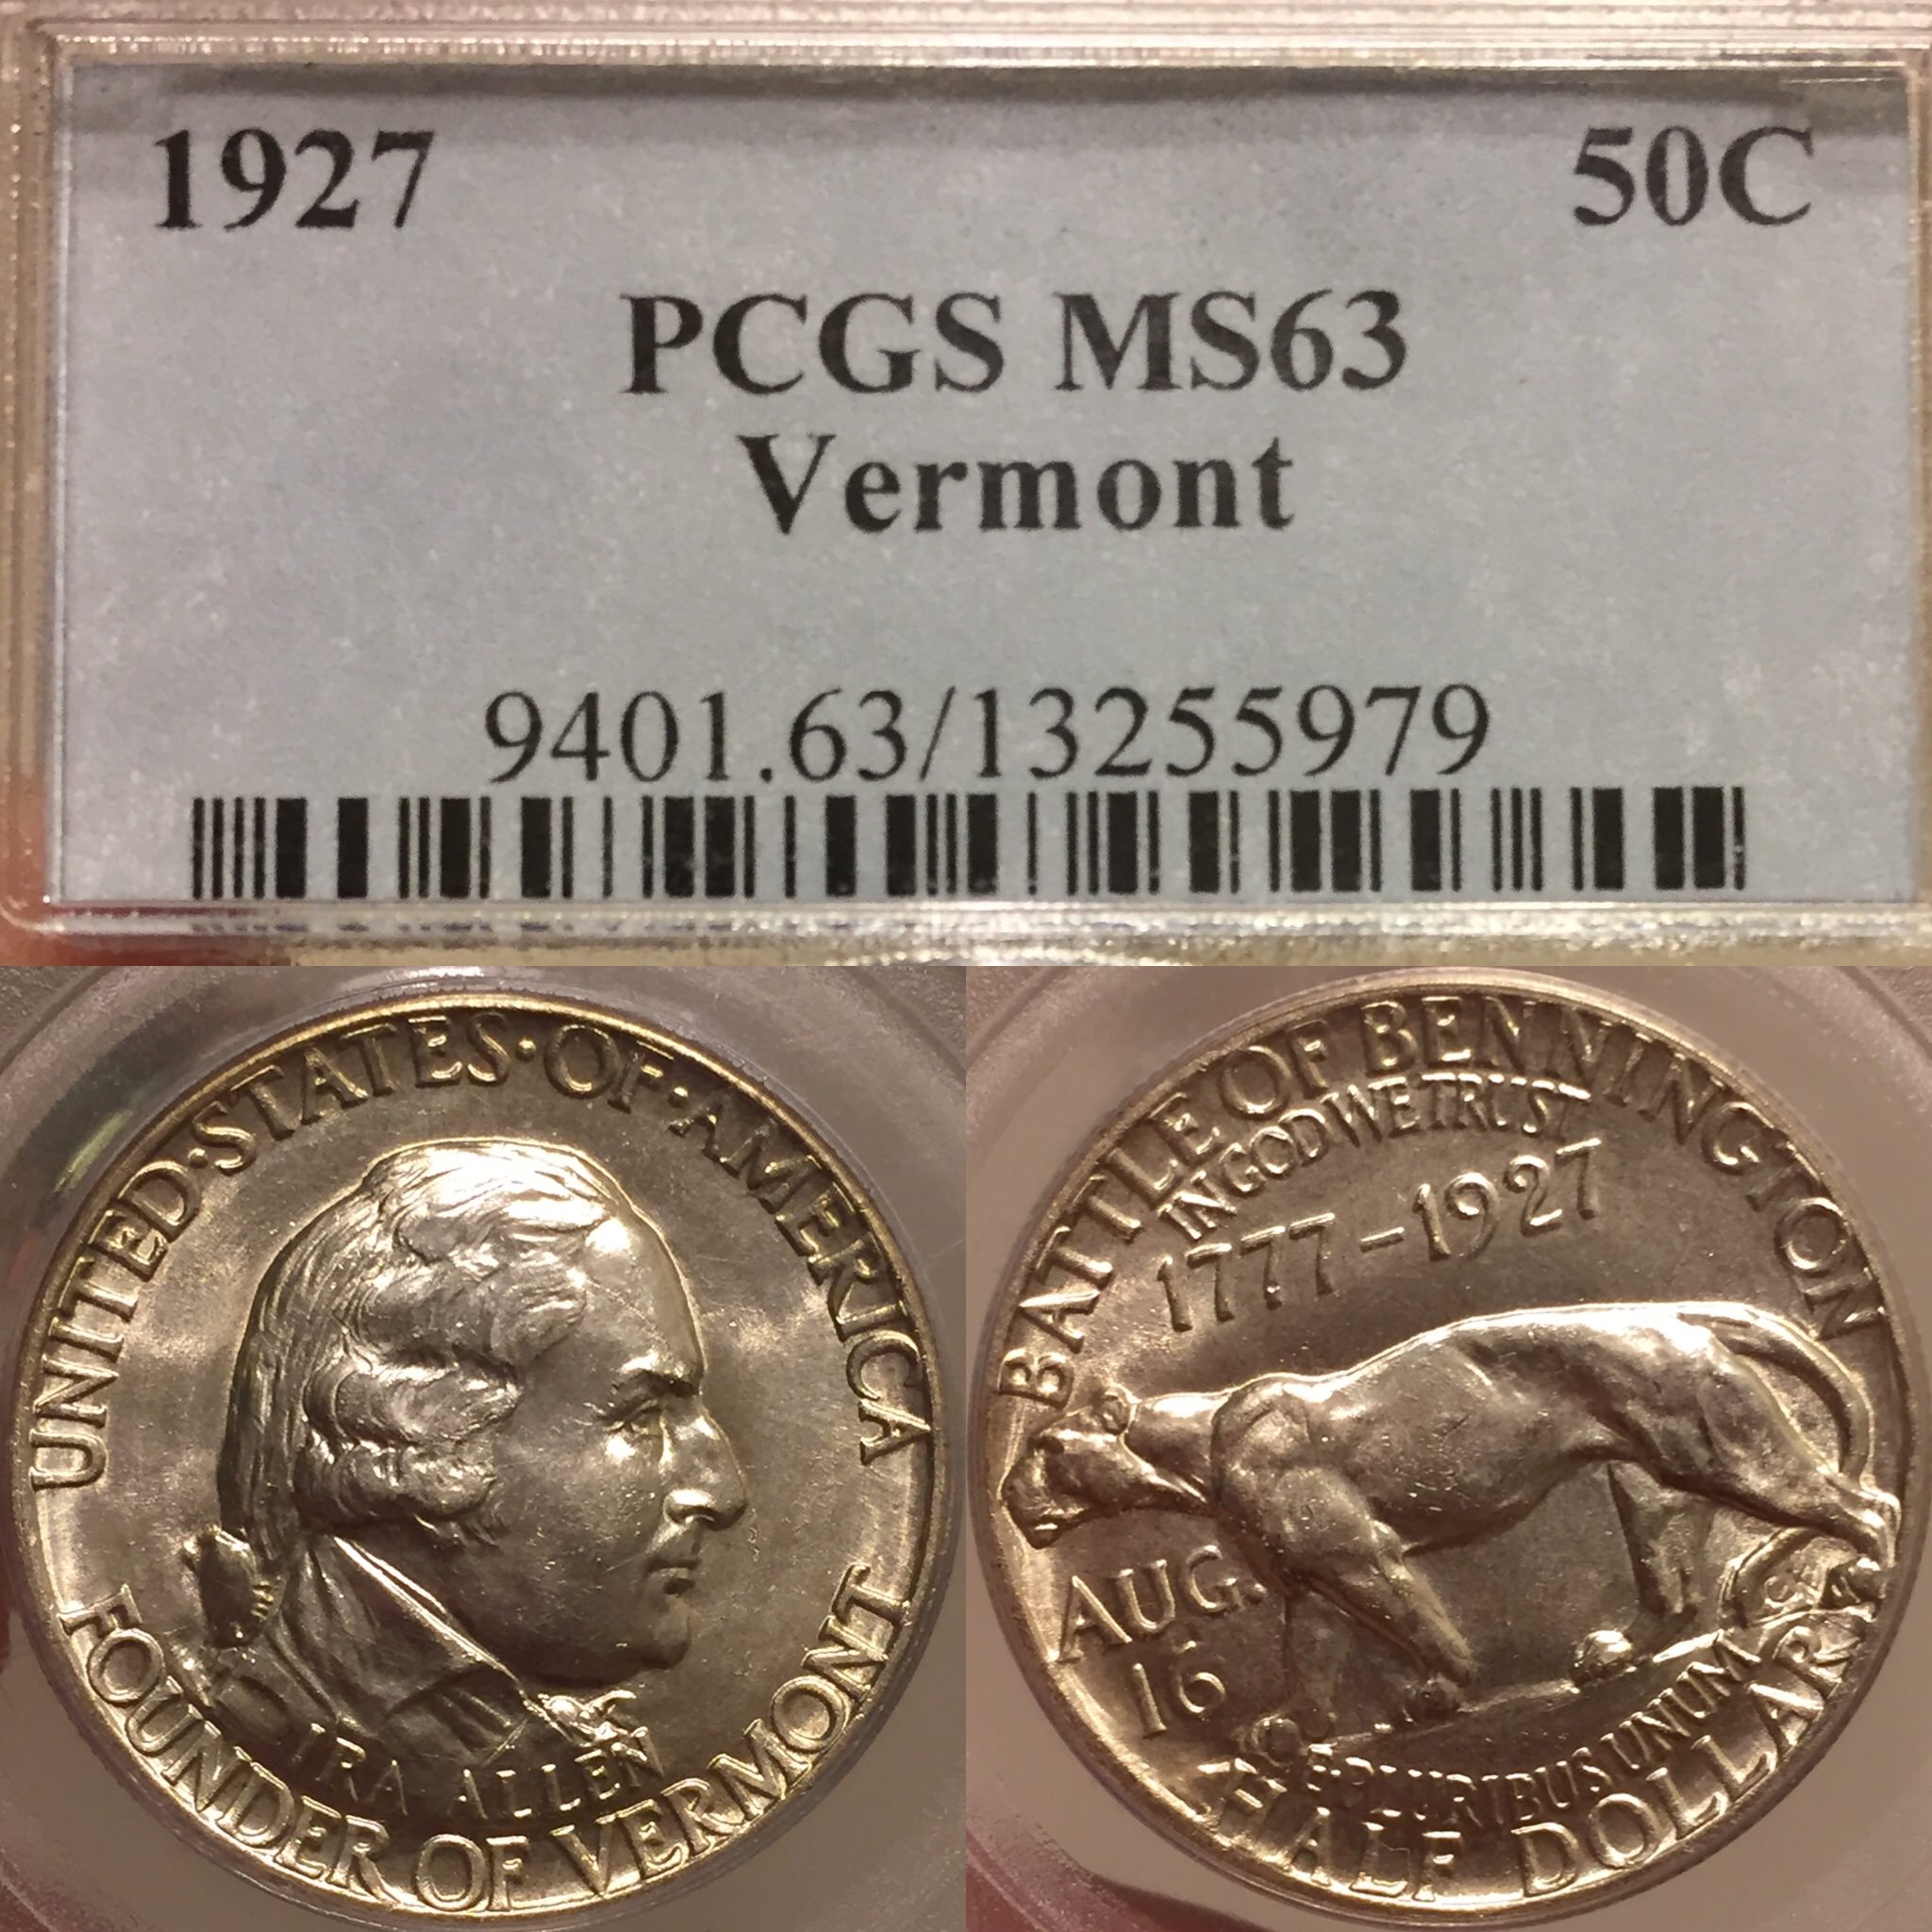 1927 50C
PCGS MS63
Vermont
9401.63/13255979
UNITED·STATES·OF·AMERICA
IRA ALLEN
FOUNDER OF VERMONT
BATTLE OF BENNINGTON
IN GOD WE TRUST
1777-1927
AUG.
16
CK
E·PLURIBUS UNUM
HALF DOLLAR